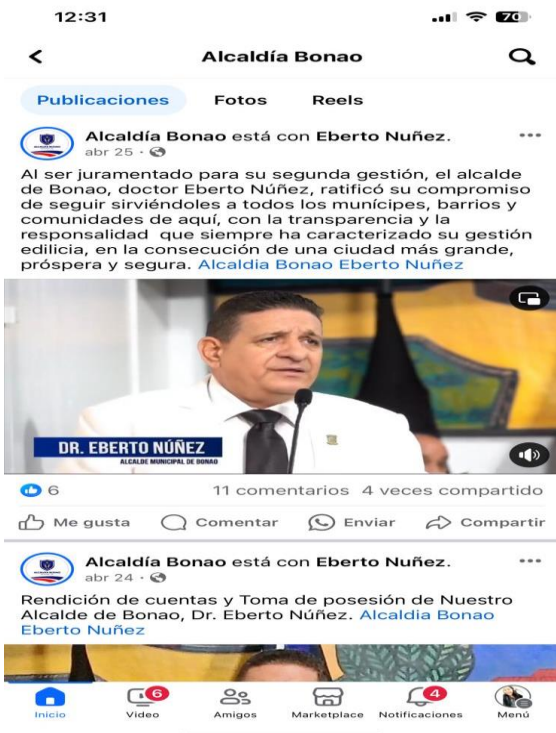 12:31
70
Alcaldía Bonao
Publicaciones Fotos Reels
Alcaldía Bonao está con Eberto Nuñez.
abr 25 ·
Al ser juramentado para su segunda gestión, el alcalde
de Bonao, doctor Eberto Núñez, ratificó su compromiso
de seguir sirviéndoles a todos los munícipes, barrios y
comunidades de aquí, con la transparencia y la
responsalidad que siempre ha caracterizado su gestión
edilicia, en la consecución de una ciudad más grande,
próspera y segura. Alcaldia Bonao Eberto Nuñez
DR. EBERTO NÚÑEZ
ALCALDE MUNICIPAL DE BONAO
6 11 comentarios 4 veces compartido
Me gusta Comentar Enviar Compartir
Alcaldía Bonao está con Eberto Nuñez.
abr 24 ·
Rendición de cuentas y Toma de posesión de Nuestro
Alcalde de Bonao, Dr. Eberto Núñez. Alcaldia Bonao
Eberto Nuñez
6 4
Inicio Video Amigos Marketplace Notificaciones Menú